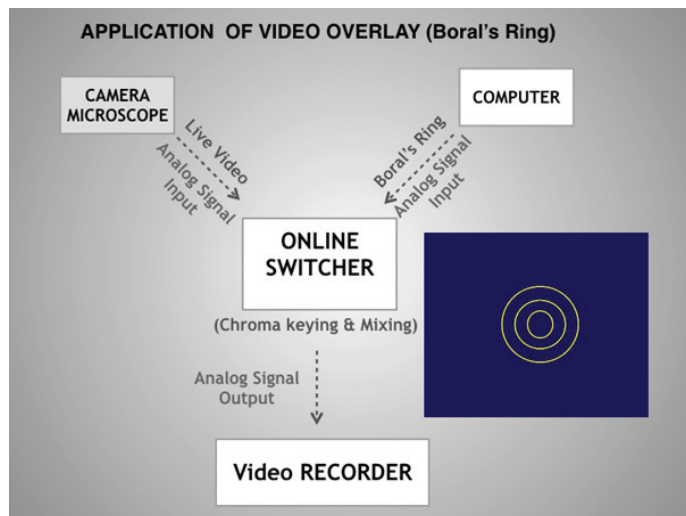 APPLICATION OF VIDEO OVERLAY (Boral's Ring)
CAMERA
MICROSCOPE
Live Video
Analog Signal
Input
COMPUTER
Boral's Ring
Analog Signal
Input
ONLINE
SWITCHER
(Chroma keying & Mixing)
Analog Signal
Output
Video RECORDER